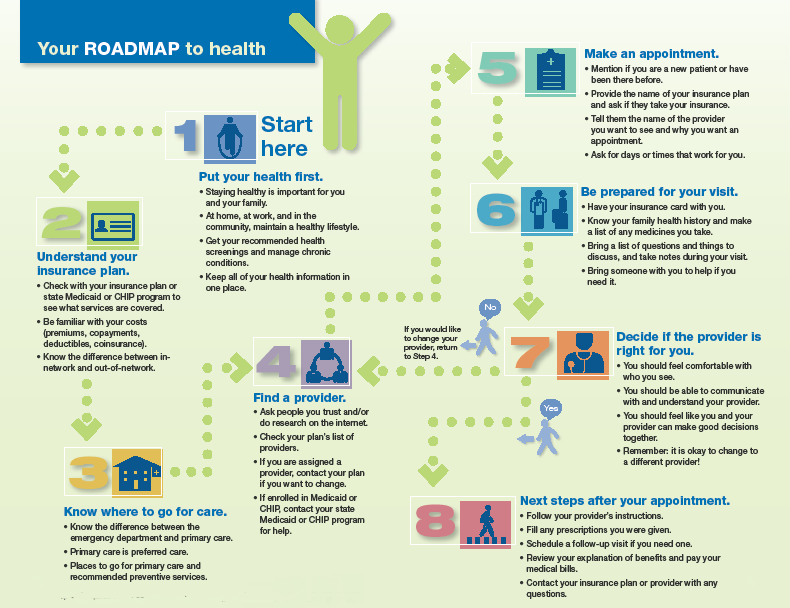 Your ROADMAP to health
1
Start
here
Put your health first.
• Staying healthy is important for you
and your family.
• At home, at work, and in the
community, maintain a healthy lifestyle.
• Get your recommended health
screenings and manage chronic
conditions.
• Keep all of your health information in
one place.
2
Understand your
insurance plan.
• Check with your insurance plan or
state Medicaid or CHIP program to
see what services are covered.
• Be familiar with your costs
(premiums, copayments,
deductibles, coinsurance).
• Know the difference between in-
network and out-of-network.
3
Know where to go for care.
• Know the difference between the
emergency department and primary care.
• Primary care is preferred care.
• Places to go for primary care and
recommended preventive services.
4
Find a provider.
• Ask people you trust and/or
do research on the internet.
• Check your plan's list of
providers.
• If you are assigned a
provider, contact your plan
if you want to change.
• If enrolled in Medicaid or
CHIP, contact your state
Medicaid or CHIP program
for help.
5
Make an appointment.
• Mention if you are a new patient or have
been there before.
• Provide the name of your insurance plan
and ask if they take your insurance.
• Tell them the name of the provider
you want to see and why you want an
appointment.
• Ask for days or times that work for you.
6
Be prepared for your visit.
• Have your insurance card with you.
• Know your family health history and make
a list of any medicines you take.
• Bring a list of questions and things to
discuss, and take notes during your visit.
• Bring someone with you to help if you
need it.
7
Decide if the provider is
right for you.
• You should feel comfortable with
who you see.
• You should be able to communicate
with and understand your provider.
• You should feel like you and your
provider can make good decisions
together.
• Remember: it is okay to change to
a different provider!
No
If you would like
to change your
provider, return
to Step 4.
Yes
8
Next steps after your appointment.
• Follow your provider's instructions.
• Fill any prescriptions you were given.
• Schedule a follow-up visit if you need one.
• Review your explanation of benefits and pay your
medical bills.
• Contact your insurance plan or provider with any
questions.